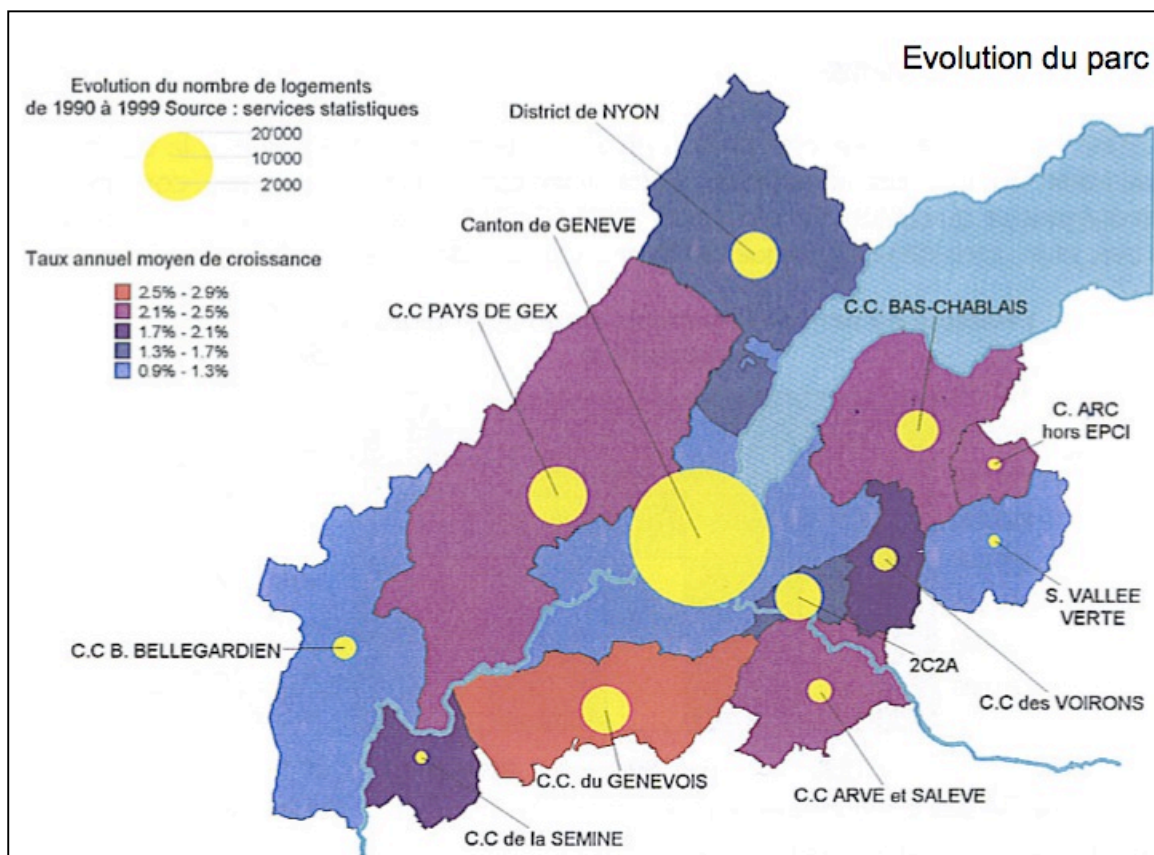 Evolution du parc
Evolution du nombre de logements
de 1990 à 1999 Source : services statistiques
20'000
10'000
2'000
Taux annuel moyen de croissance
2.5% - 2.9%
2.1% - 2.5%
1.7% - 2.1%
1.3% - 1.7%
0.9% - 1.3%
District de NYON
Canton de GENEVE
C.C PAYS DE GEX
C.C. BAS-CHABLAIS
C. ARC
hors EPCI
S. VALLEE
VERTE
C.C B. BELLEGARDIEN
2C2A
C.C des VOIRONS
C.C. du GENEVOIS
C.C ARVE et SALEVE
C.C de la SEMINE